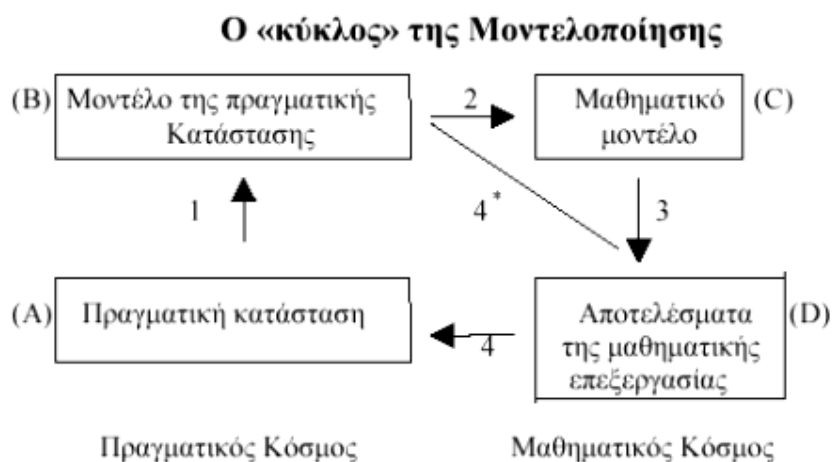 Ο «κύκλος» της Μοντελοποίησης
(Β) Μοντέλο της πραγματικής
Κατάστασης
2
Μαθηματικό
μοντέλο
(C)
1
4*
3
(Α) Πραγματική κατάσταση
4
Αποτελέσματα
της μαθηματικής
επεξεργασίας
(D)
Πραγματικός Κόσμος
Μαθηματικός Κόσμος